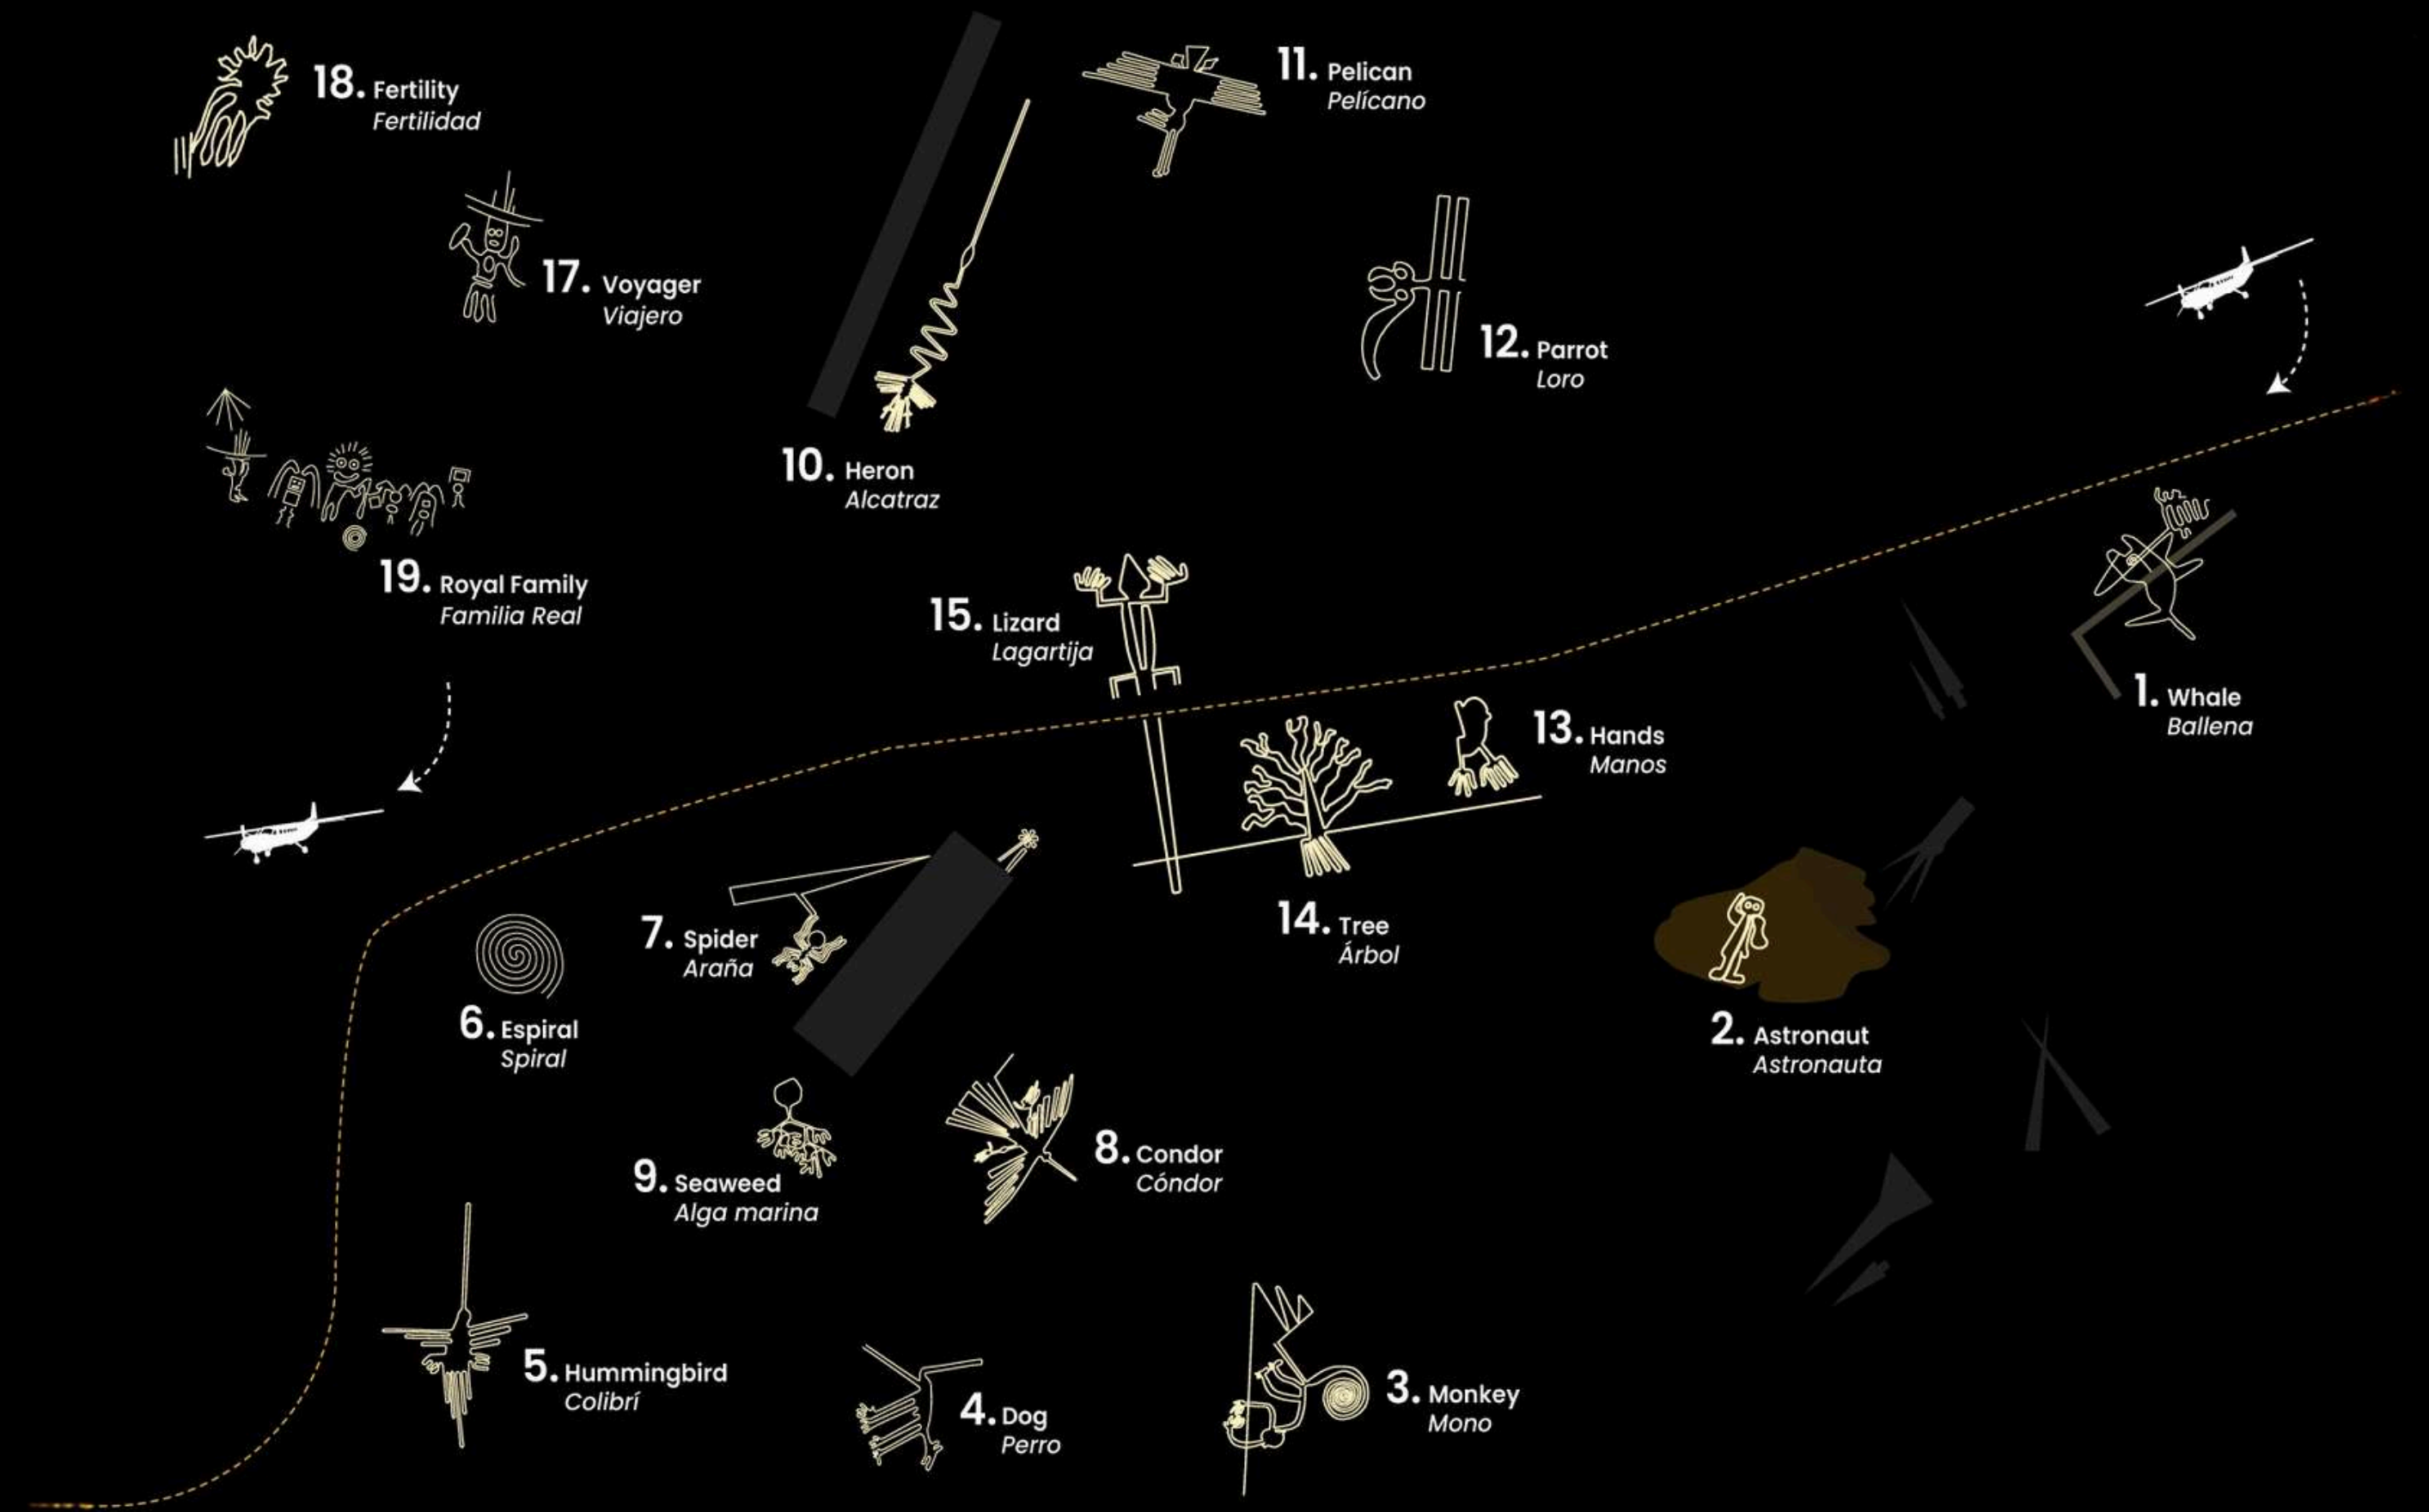 18. Fertility
Fertilidad
11. Pelican
Pelícano
17. Voyager
Viajero
12. Parrot
Loro
10. Heron
Alcatraz
19. Royal Family
Familia Real
15. Lizard
Lagartija
1. Whale
Ballena
13. Hands
Manos
14. Tree
Árbol
7. Spider
Araña
6. Espiral
Spiral
2. Astronaut
Astronauta
8. Condor
Cóndor
9. Seaweed
Alga marina
5. Hummingbird
Colibrí
4. Dog
Perro
3. Monkey
Mono